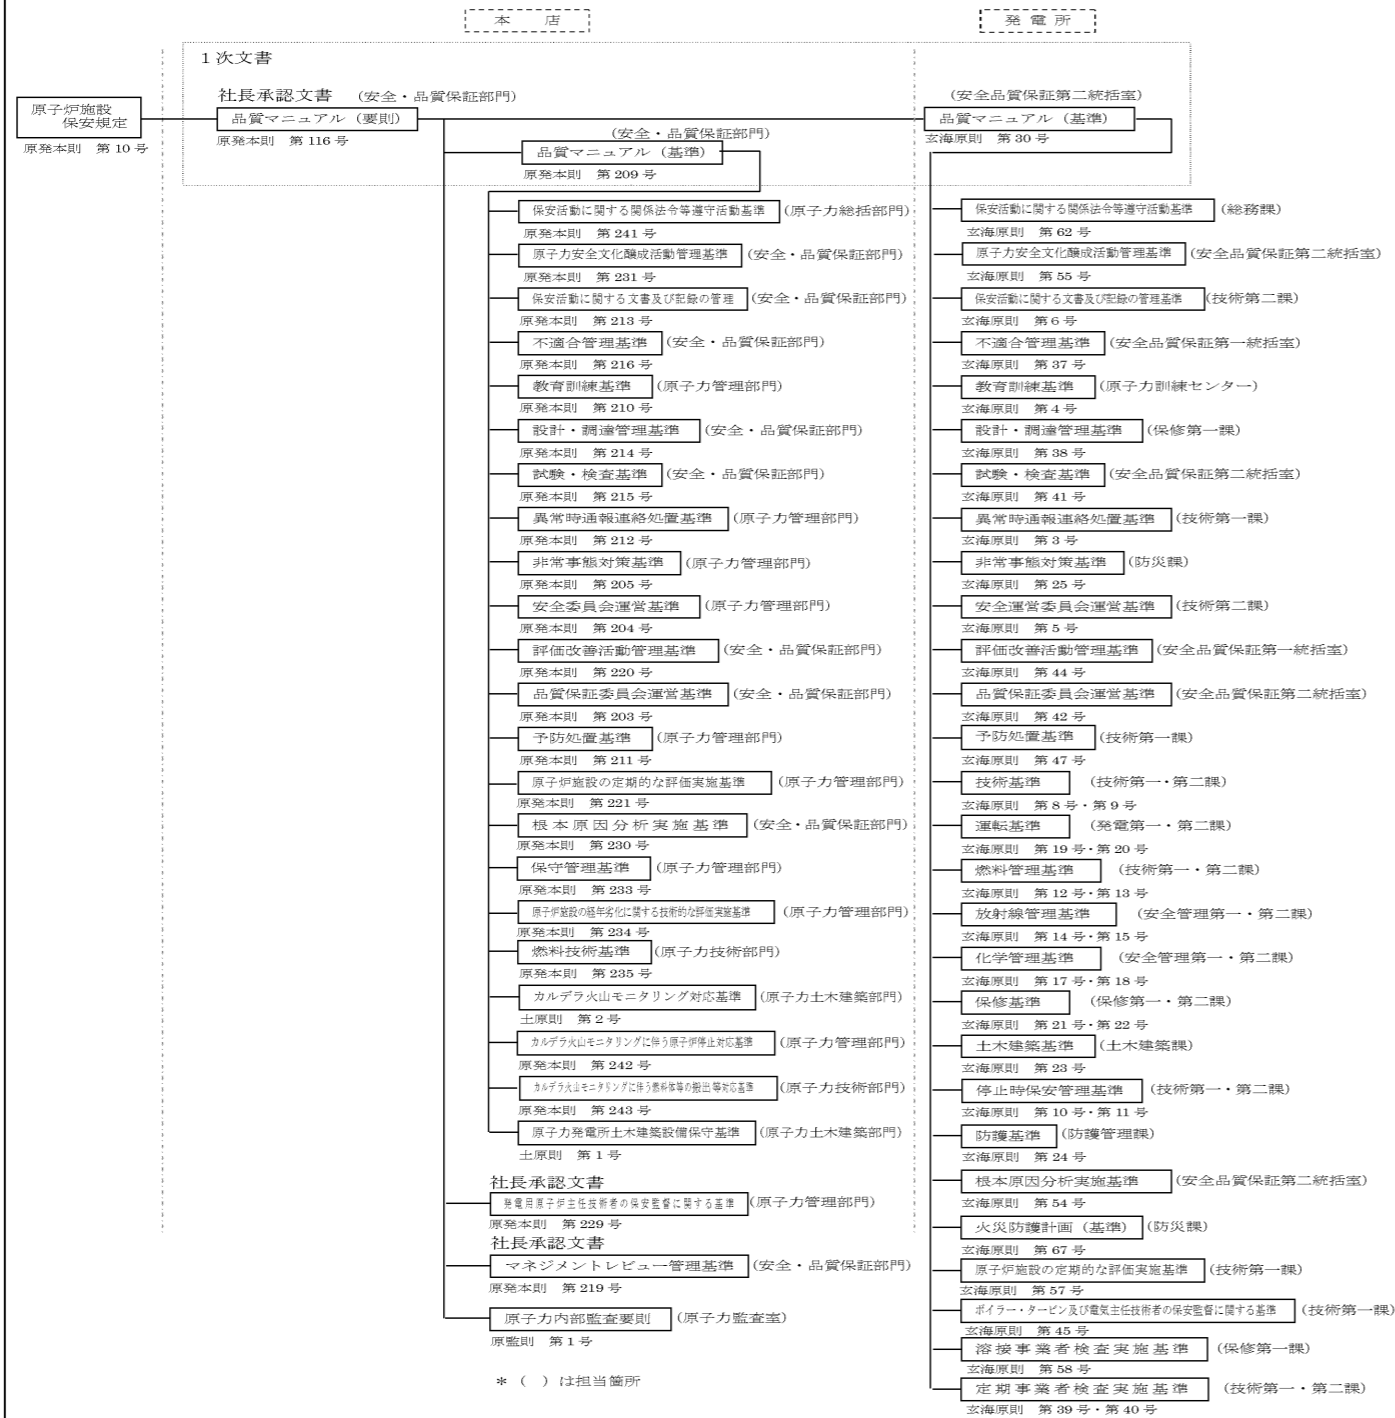 本　店
発電所
１次文書
社長承認文書 (安全・品質保証部門)
(安全品質保証第二統括室)
原子炉施設
保安規定
原発本則　第10号
品質マニュアル（要則）
原発本則　第116号
品質マニュアル（基準）
玄海原則　第30号
(安全・品質保証部門)
品質マニュアル（基準）
原発本則　第209号
保安活動に関する関係法令等遵守活動基準 (原子力総括部門)
原発本則　第241号
原子力安全文化醸成活動管理基準 (安全・品質保証部門)
原発本則　第231号
保安活動に関する文書及び記録の管理 (安全・品質保証部門)
原発本則　第213号
不適合管理基準 (安全・品質保証部門)
原発本則　第216号
教育訓練基準 (原子力管理部門)
原発本則　第210号
設計・調達管理基準 (安全・品質保証部門)
原発本則　第214号
試験・検査基準 (安全・品質保証部門)
原発本則　第215号
異常時通報連絡処置基準 (原子力管理部門)
原発本則　第212号
非常事態対策基準 (原子力管理部門)
原発本則　第205号
安全委員会運営基準 (原子力管理部門)
原発本則　第204号
評価改善活動管理基準 (安全・品質保証部門)
原発本則　第220号
品質保証委員会運営基準 (安全・品質保証部門)
原発本則　第203号
予防処置基準 (原子力管理部門)
原発本則　第211号
原子炉施設の定期的な評価実施基準 (原子力管理部門)
原発本則　第221号
根本原因分析実施基準 (安全・品質保証部門)
原発本則　第230号
保守管理基準 (原子力管理部門)
原発本則　第233号
原子炉施設の経年劣化に関する技術的な評価実施基準 (原子力管理部門)
原発本則　第234号
燃料技術基準 (原子力技術部門)
原発本則　第235号
カルデラ火山モニタリング対応基準 (原子力土木建築部門)
土原則　第2号
カルデラ火山モニタリングに伴う原子炉停止対応基準 (原子力管理部門)
原発本則　第242号
カルデラ火山モニタリングに伴う燃料体等の搬出等対応基準 (原子力技術部門)
原発本則　第243号
原子力発電所土木建築設備保守基準 (原子力土木建築部門)
土原則　第1号
社長承認文書
発電用原子炉主任技術者の保安監督に関する基準 (原子力管理部門)
原発本則　第229号
社長承認文書
マネジメントレビュー管理基準 (安全・品質保証部門)
原発本則　第219号
原子力内部監査要則 (原子力監査室)
原監則　第1号
＊（　）は担当箇所
保安活動に関する関係法令等遵守活動基準 (総務課)
玄海原則　第62号
原子力安全文化醸成活動管理基準 (安全品質保証第二統括室)
玄海原則　第55号
保安活動に関する文書及び記録の管理基準 (技術第二課)
玄海原則　第6号
不適合管理基準 (安全品質保証第一統括室)
玄海原則　第37号
教育訓練基準 (原子力訓練センター)
玄海原則　第4号
設計・調達管理基準 (保修第一課)
玄海原則　第38号
試験・検査基準 (安全品質保証第二統括室)
玄海原則　第41号
異常時通報連絡処置基準 (技術第一課)
玄海原則　第3号
非常事態対策基準 (防災課)
玄海原則　第25号
安全運営委員会運営基準 (技術第二課)
玄海原則　第5号
評価改善活動管理基準 (安全品質保証第一統括室)
玄海原則　第44号
品質保証委員会運営基準 (安全品質保証第二統括室)
玄海原則　第42号
予防処置基準 (技術第一課)
玄海原則　第47号
技術基準 (技術第一・第二課)
玄海原則　第8号・第9号
運転基準 (発電第一・第二課)
玄海原則　第19号・第20号
燃料管理基準 (技術第一・第二課)
玄海原則　第12号・第13号
放射線管理基準 (安全管理第一・第二課)
玄海原則　第14号・第15号
化学管理基準 (安全管理第一・第二課)
玄海原則　第17号・第18号
保修基準 (保修第一・第二課)
玄海原則　第21号・第22号
土木建築基準 (土木建築課)
玄海原則　第23号
停止時保安管理基準 (技術第一・第二課)
玄海原則　第10号・第11号
防護基準 (防護管理課)
玄海原則　第24号
根本原因分析実施基準 (安全品質保証第二統括室)
玄海原則　第54号
火災防護計画（基準） (防災課)
玄海原則　第67号
原子炉施設の定期的な評価実施基準 (技術第一課)
玄海原則　第57号
ボイラー・タービン及び電気主任技術者の保安監督に関する基準 (技術第一課)
玄海原則　第45号
溶接事業者検査実施基準 (保修第一課)
玄海原則　第58号
定期事業者検査実施基準 (技術第一・第二課)
玄海原則　第39号・第40号